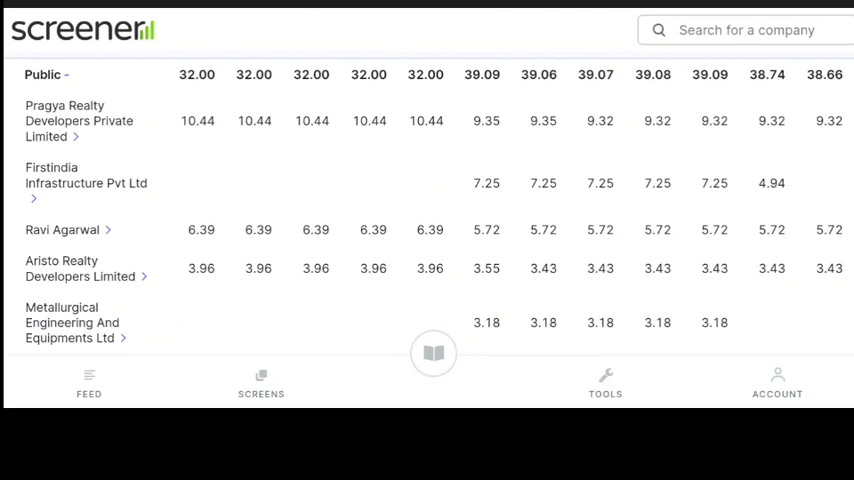 screener
Search for a company
Public - 32.00 32.00 32.00 32.00 32.00 39.09 39.06 39.07 39.08 39.09 38.74 38.66
Pragya Realty
Developers Private 10.44 10.44 10.44 10.44 10.44 9.35 9.35 9.32 9.32 9.32 9.32 9.32
Limited >
Firstindia
Infrastructure Pvt Ltd 7.25 7.25 7.25 7.25 7.25 4.94
>
Ravi Agarwal > 6.39 6.39 6.39 6.39 6.39 5.72 5.72 5.72 5.72 5.72 5.72 5.72
Aristo Realty
Developers Limited > 3.96 3.96 3.96 3.96 3.96 3.55 3.43 3.43 3.43 3.43 3.43 3.43
Metallurgical
Engineering And 3.18 3.18 3.18 3.18 3.18
Equipments Ltd >
FEED SCREENS TOOLS ACCOUNT